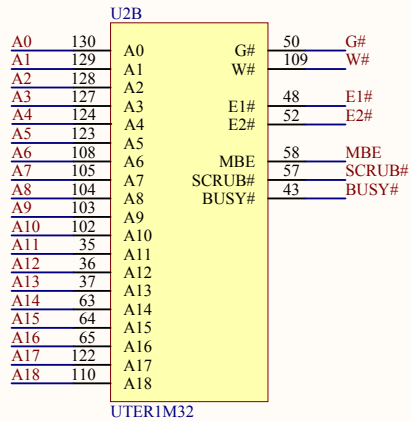 U2B
A0 130 A0 G# 50 G#
A1 129 A1 W# 109 W#
A2 128 A2
A3 127 A3 E1# 48 E1#
A4 124 A4 E2# 52 E2#
A5 123 A5
A6 108 A6 MBE 58 MBE
A7 105 A7 SCRUB# 57 SCRUB#
A8 104 A8 BUSY# 43 BUSY#
A9 103 A9
A10 102 A10
A11 35 A11
A12 36 A12
A13 37 A13
A14 63 A14
A15 64 A15
A16 65 A16
A17 122 A17
A18 110 A18
UTER1M32